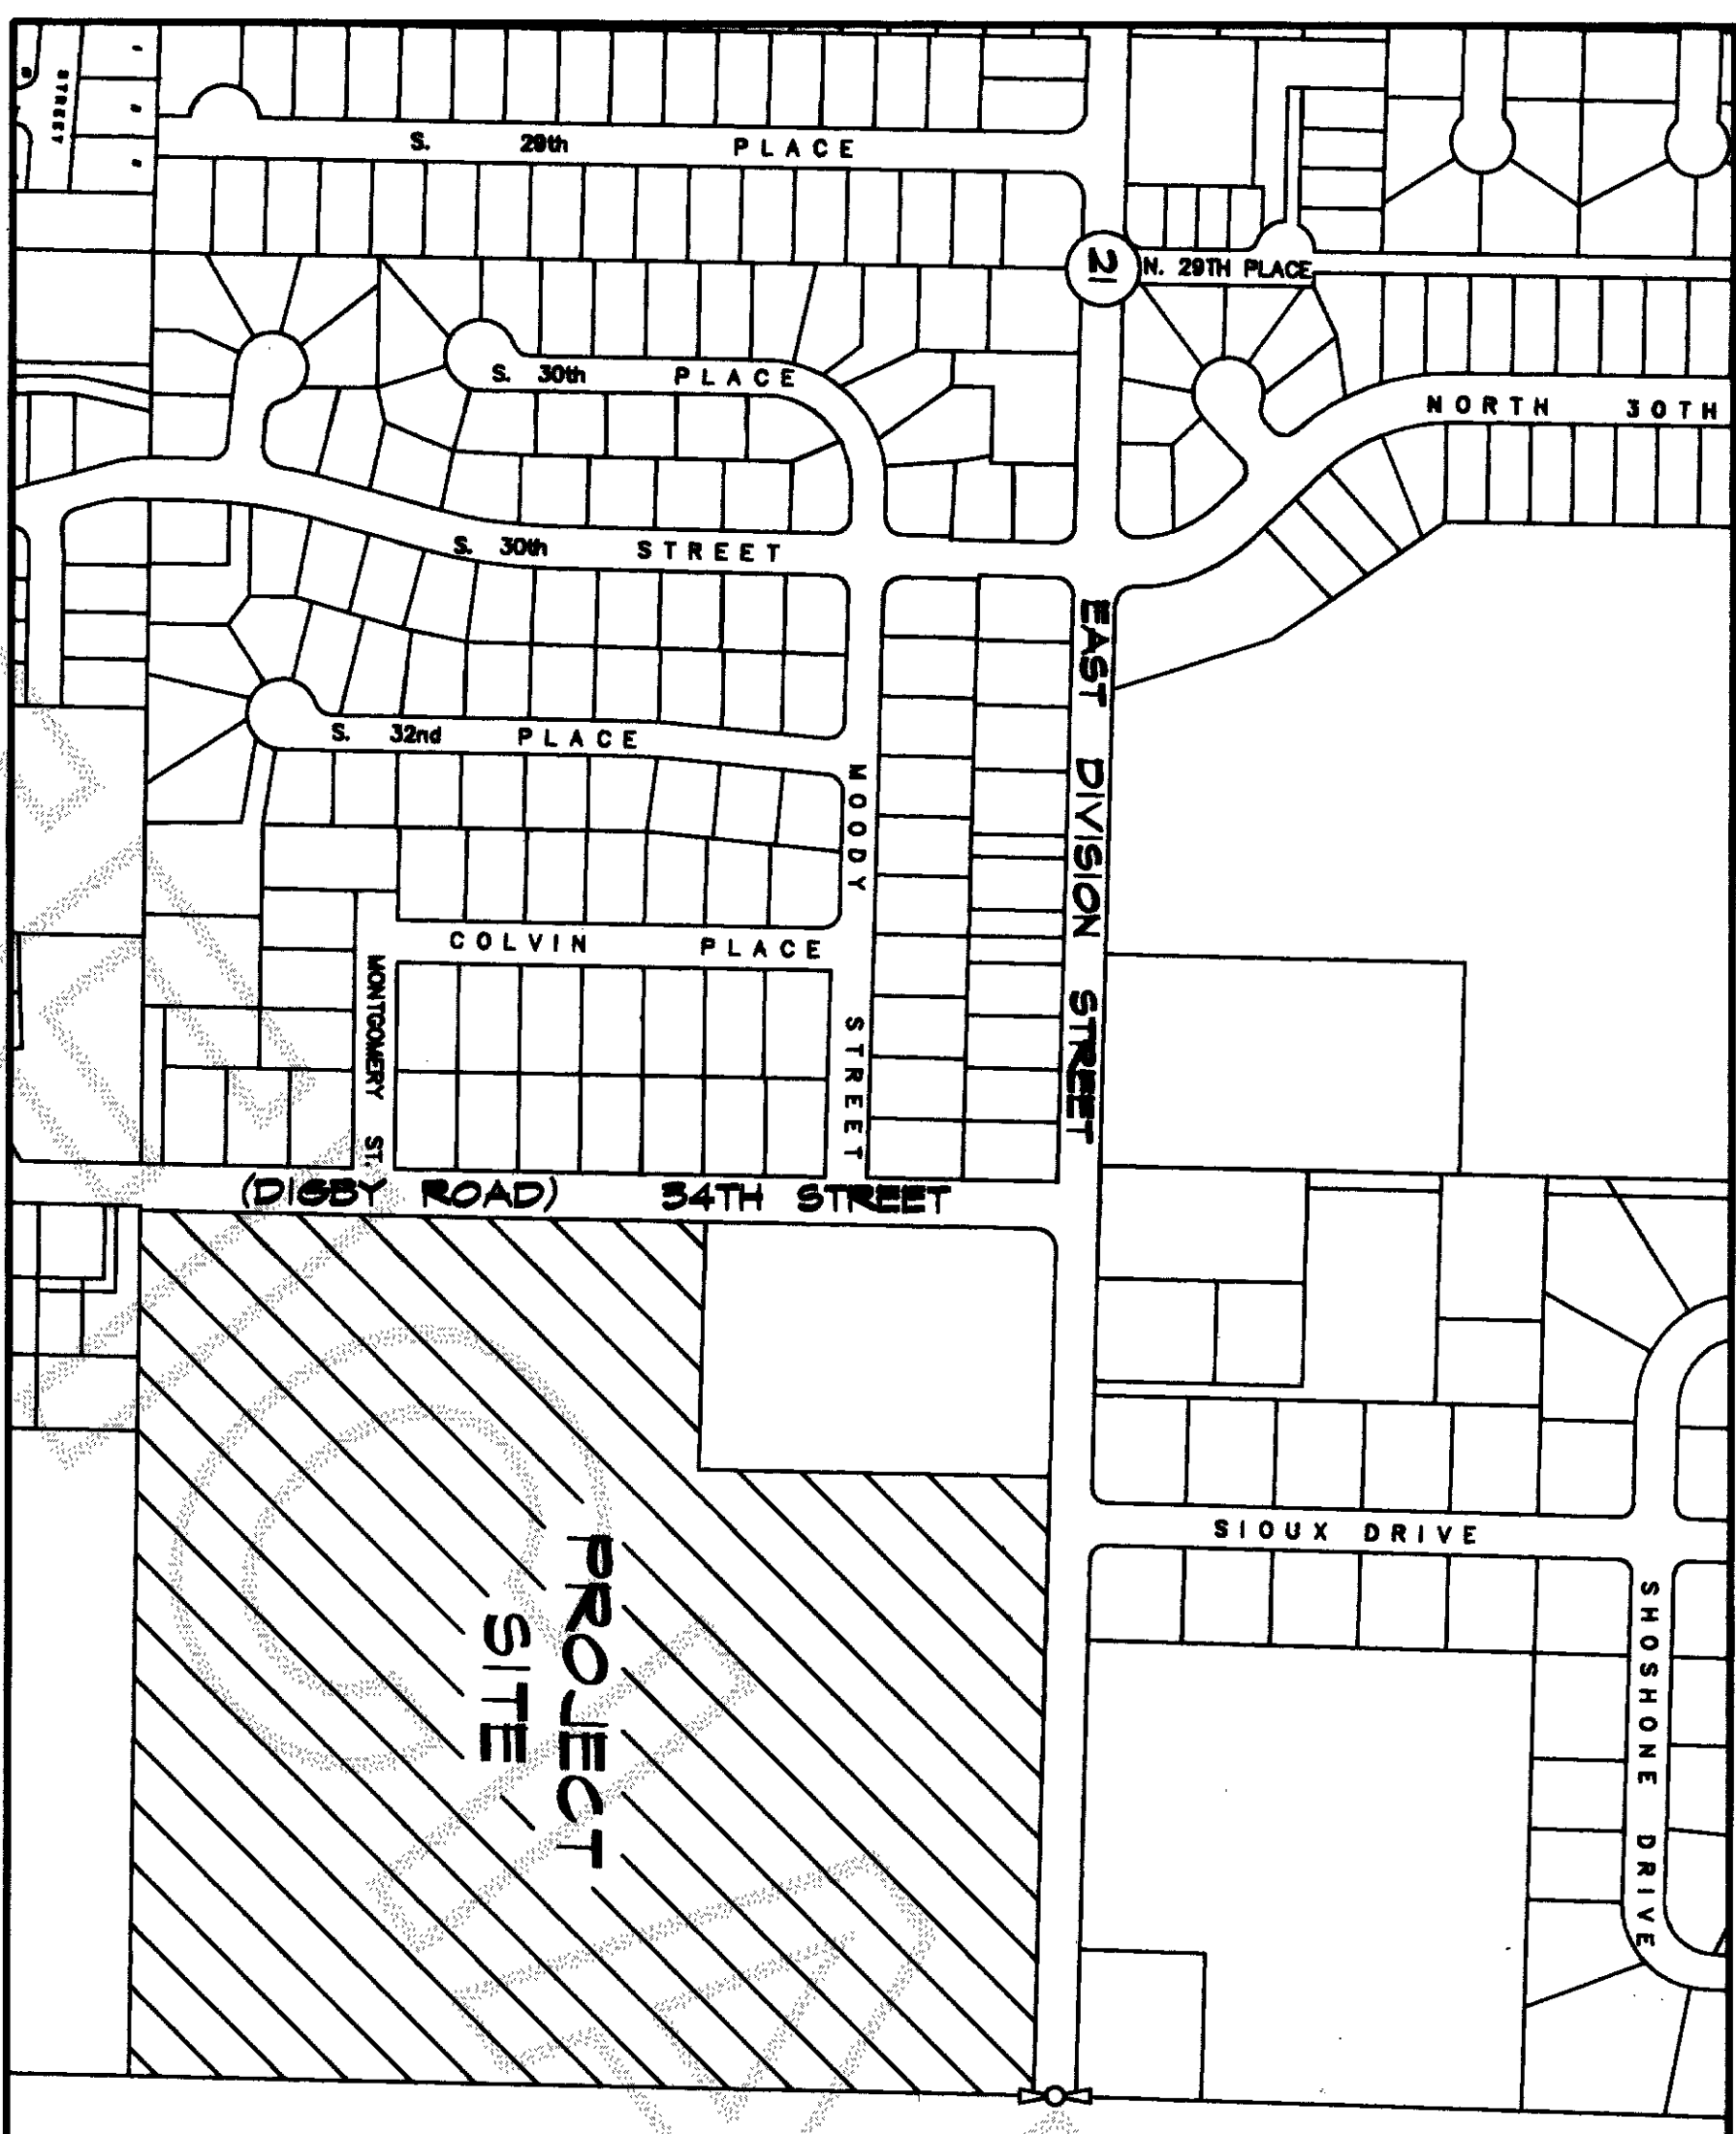 STREET
S. 29th PLACE
21
N. 29TH PLACE
S. 30th PLACE
NORTH 30TH
S. 30th STREET
EAST DIVISION STREET
S. 32nd PLACE
MOODY STREET
COLVIN PLACE
MONTGOMERY ST.
(DIGBY ROAD) 34TH STREET
SIOUX DRIVE
SHOSHONE DRIVE
PROJECT
SITE